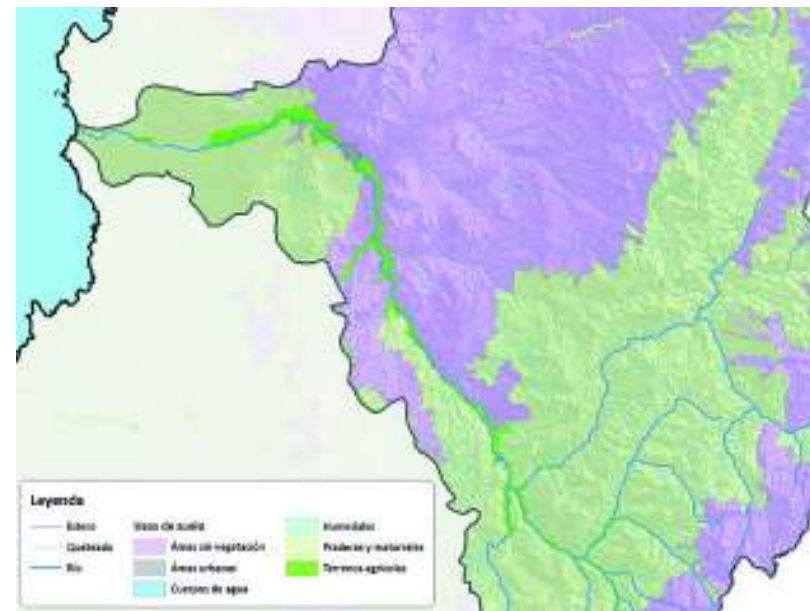 Leyenda
Estero
Quebrada
Río
Usos de suelo
Áreas sin vegetación
Áreas urbanas
Cuerpos de agua
Humedales
Praderas y matorrales
Terrenos agrícolas